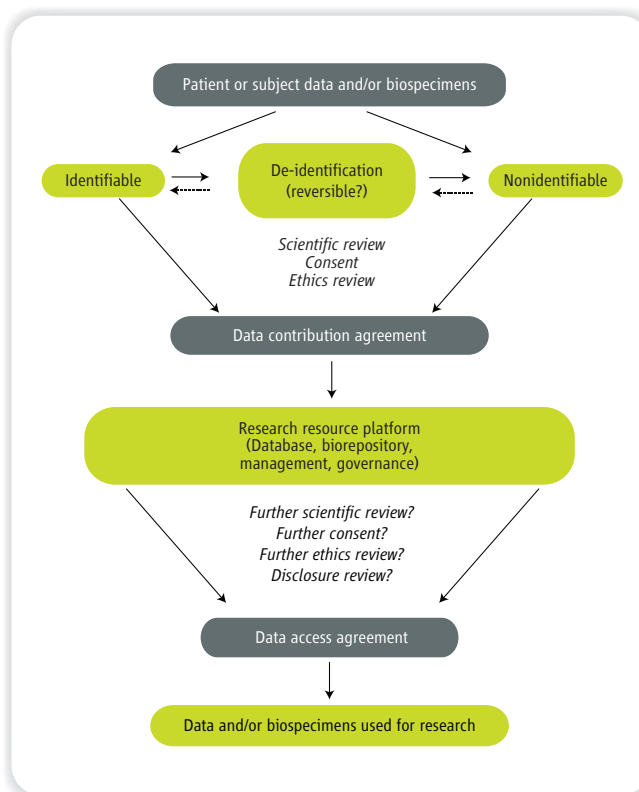 Patient or subject data and/or biospecimens
Identifiable
De-identification
(reversible?)
Nonidentifiable
Scientific review
Consent
Ethics review
Data contribution agreement
Research resource platform
(Database, biorepository,
management, governance)
Further scientific review?
Further consent?
Further ethics review?
Disclosure review?
Data access agreement
Data and/or biospecimens used for research